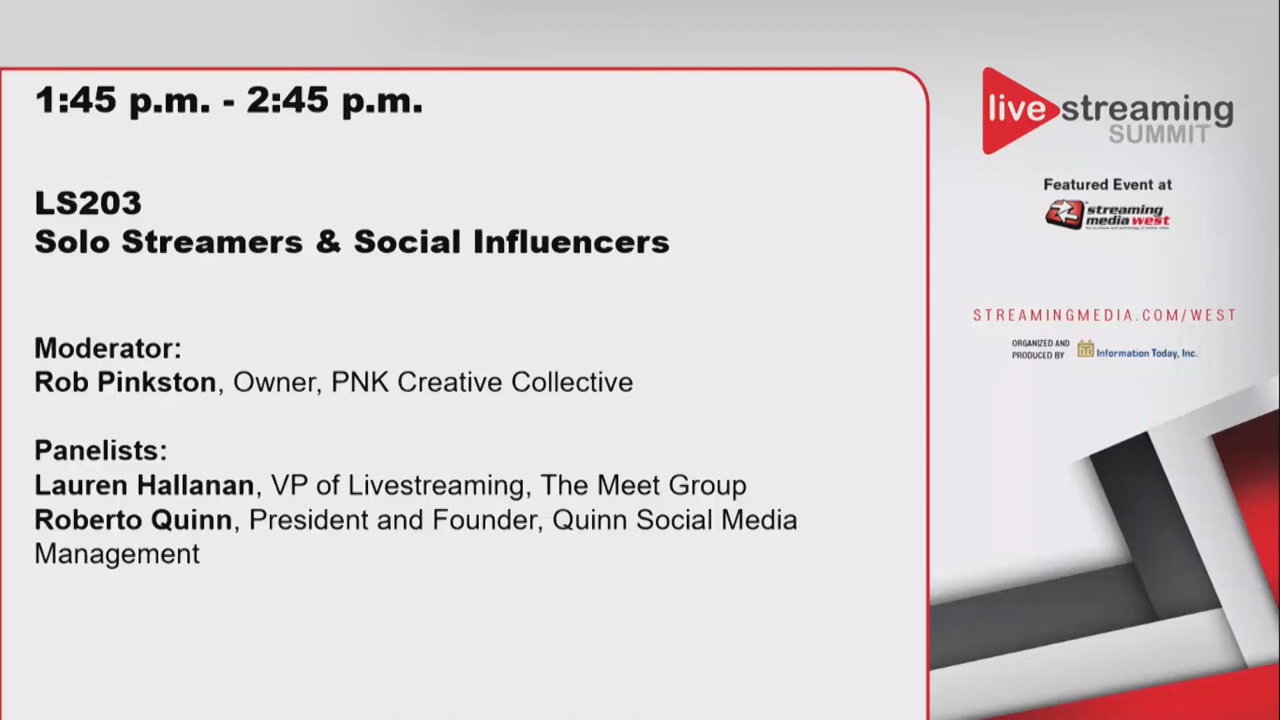 1:45 p.m. - 2:45 p.m.
LS203
Solo Streamers & Social Influencers
Moderator:
Rob Pinkston, Owner, PNK Creative Collective
Panelists:
Lauren Hallanan, VP of Livestreaming, The Meet Group
Roberto Quinn, President and Founder, Quinn Social Media
Management
live streaming
SUMMIT
Featured Event at
streaming
media west
STREAMINGMEDIA.COM/WEST
ORGANIZED AND
PRODUCED BY
Information Today, Inc.